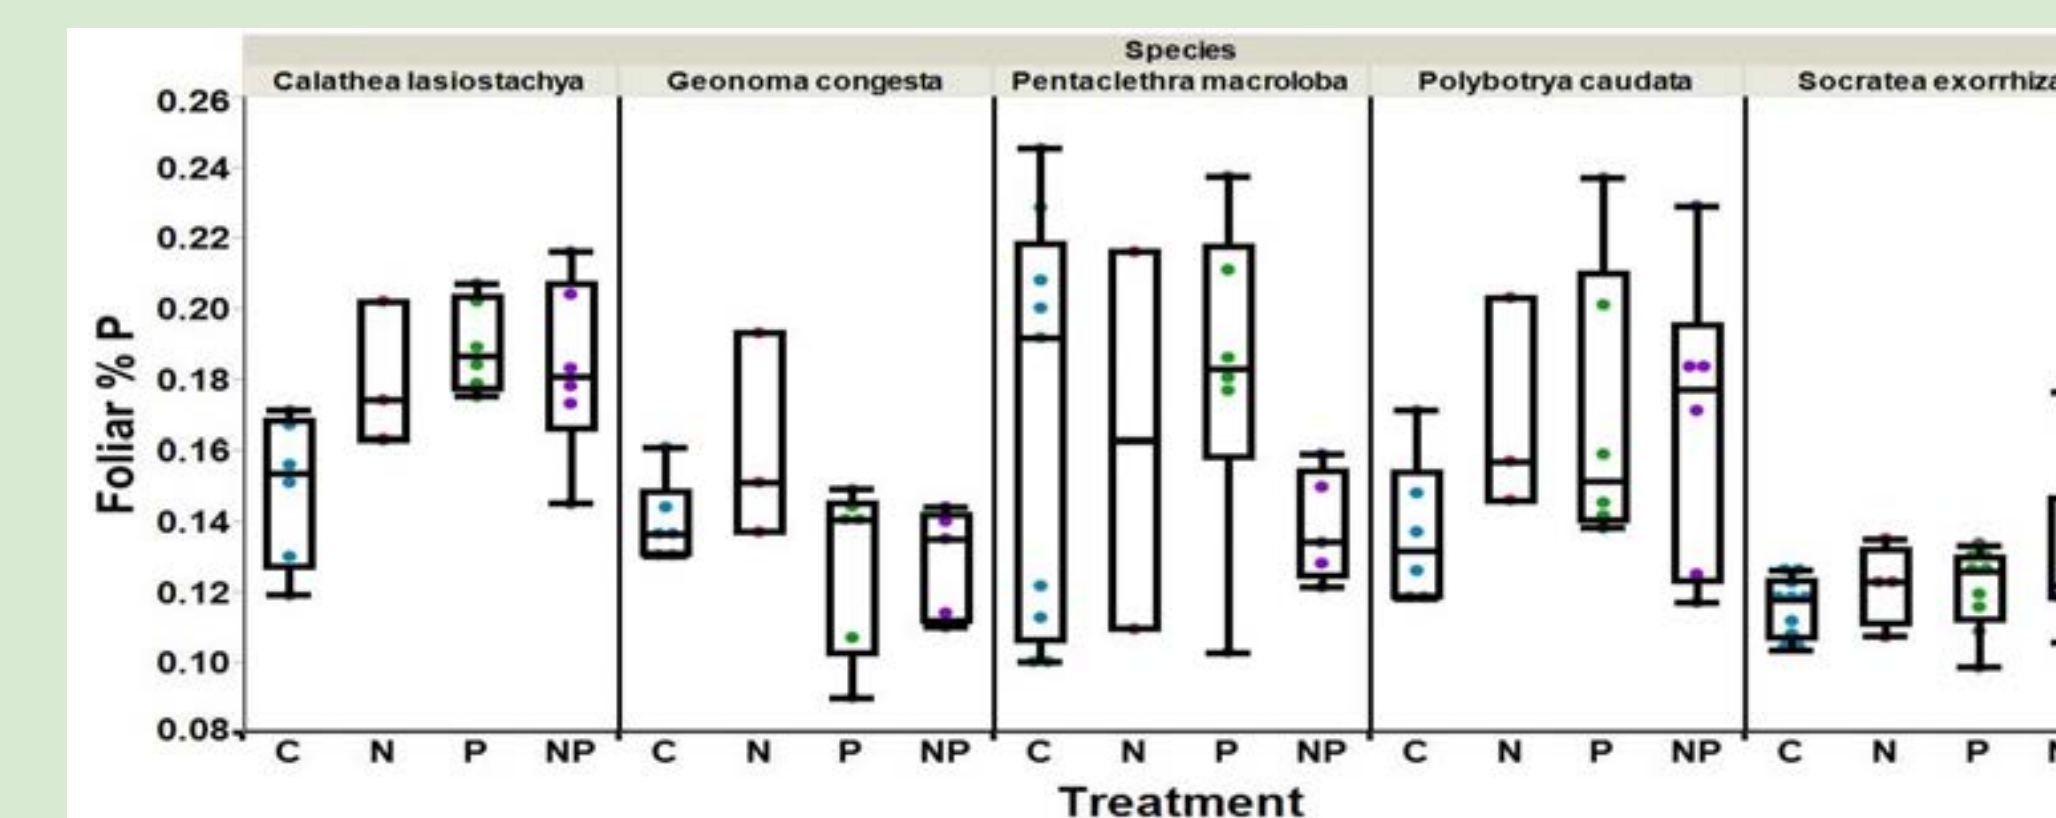 Species
Calathea lasiostachya Geonoma congesta Pentaclethra macroloba Polybotrya caudata Socratea exorrhiza
0.26
0.24
0.22
0.20
0.18
0.16
0.14
0.12
0.10
0.08
Foliar % P
C N P NP C N P NP C N P NP C N P NP C N P
Treatment